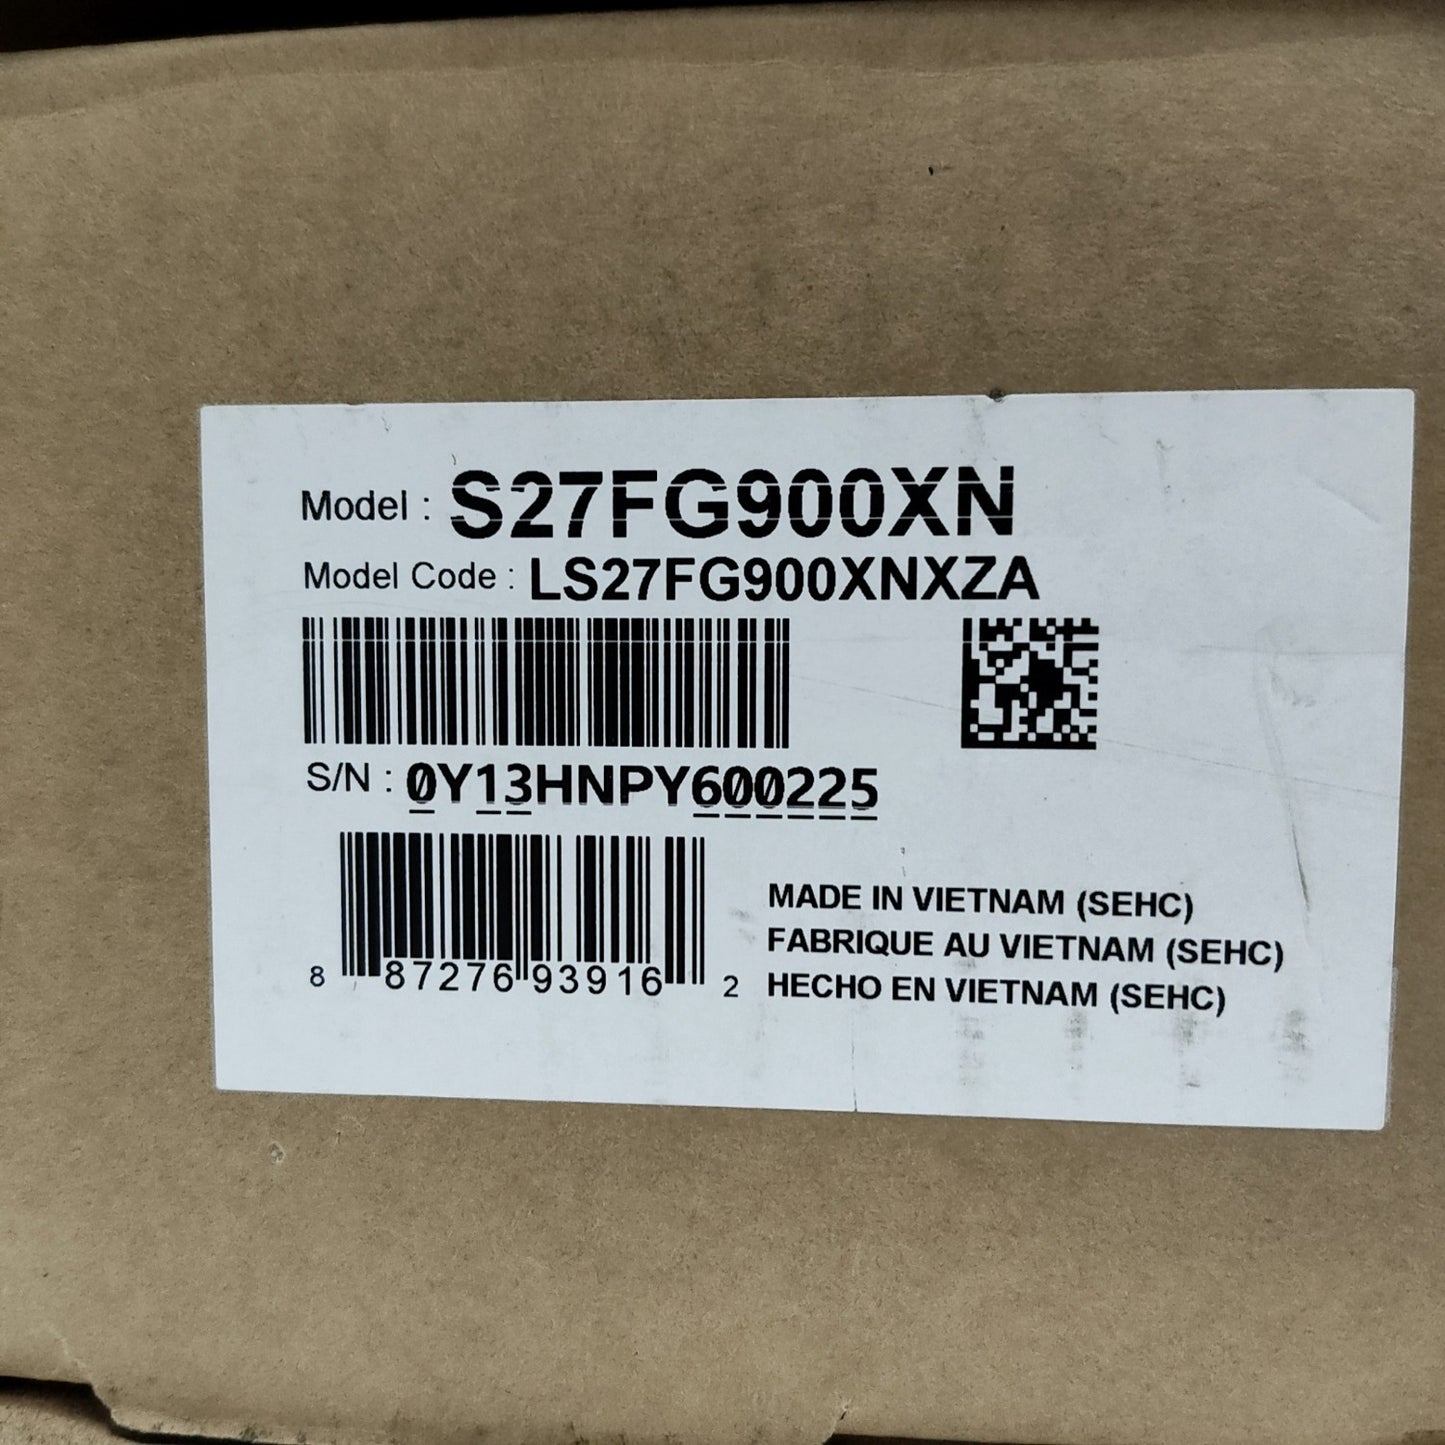 Model : S27FG900XN
Model Code : LS27FG900XNXZA
S/N : 0Y13HNPY600225
8 87276 93916 2
MADE IN VIETNAM (SEHC)
FABRIQUE AU VIETNAM (SEHC)
HECHO EN VIETNAM (SEHC)